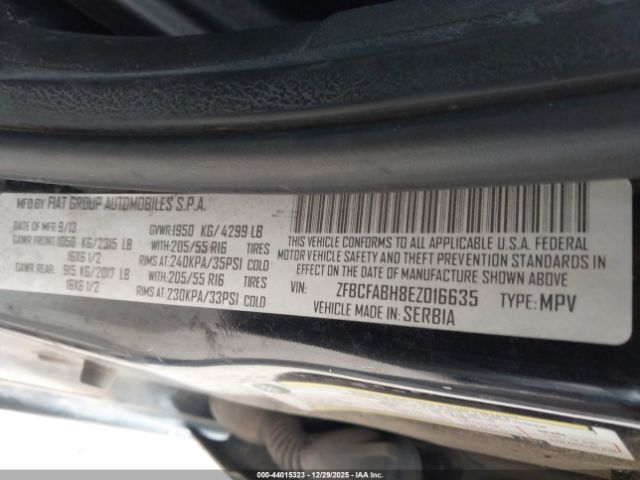 MFD BY FIAT GROUP AUTOMOBILES S.P.A.
DATE OF MFR 9/13 GVWR: 1950 KG/4299 LB
GAWR FRONT: 1050 KG/2315 LB WITH: 205/55 R16 TIRES
16X6 1/2 RIMS AT: 240KPA/35PSI COLD
GAWR REAR: 915 KG/2017 LB WITH: 205/55 R16 TIRES
16X6 1/2 RIMS AT: 230KPA/33PSI COLD
THIS VEHICLE CONFORMS TO ALL APPLICABLE U.S.A. FEDERAL
MOTOR VEHICLE SAFETY AND THEFT PREVENTION STANDARDS IN
EFFECT ON THE DATE OF MANUFACTURE SHOWN ABOVE.
VIN: ZFBCFABH8EZ016635 TYPE: MPV
VEHICLE MADE IN: SERBIA
000-44015323 - 12/29/2025 - IAA Inc.